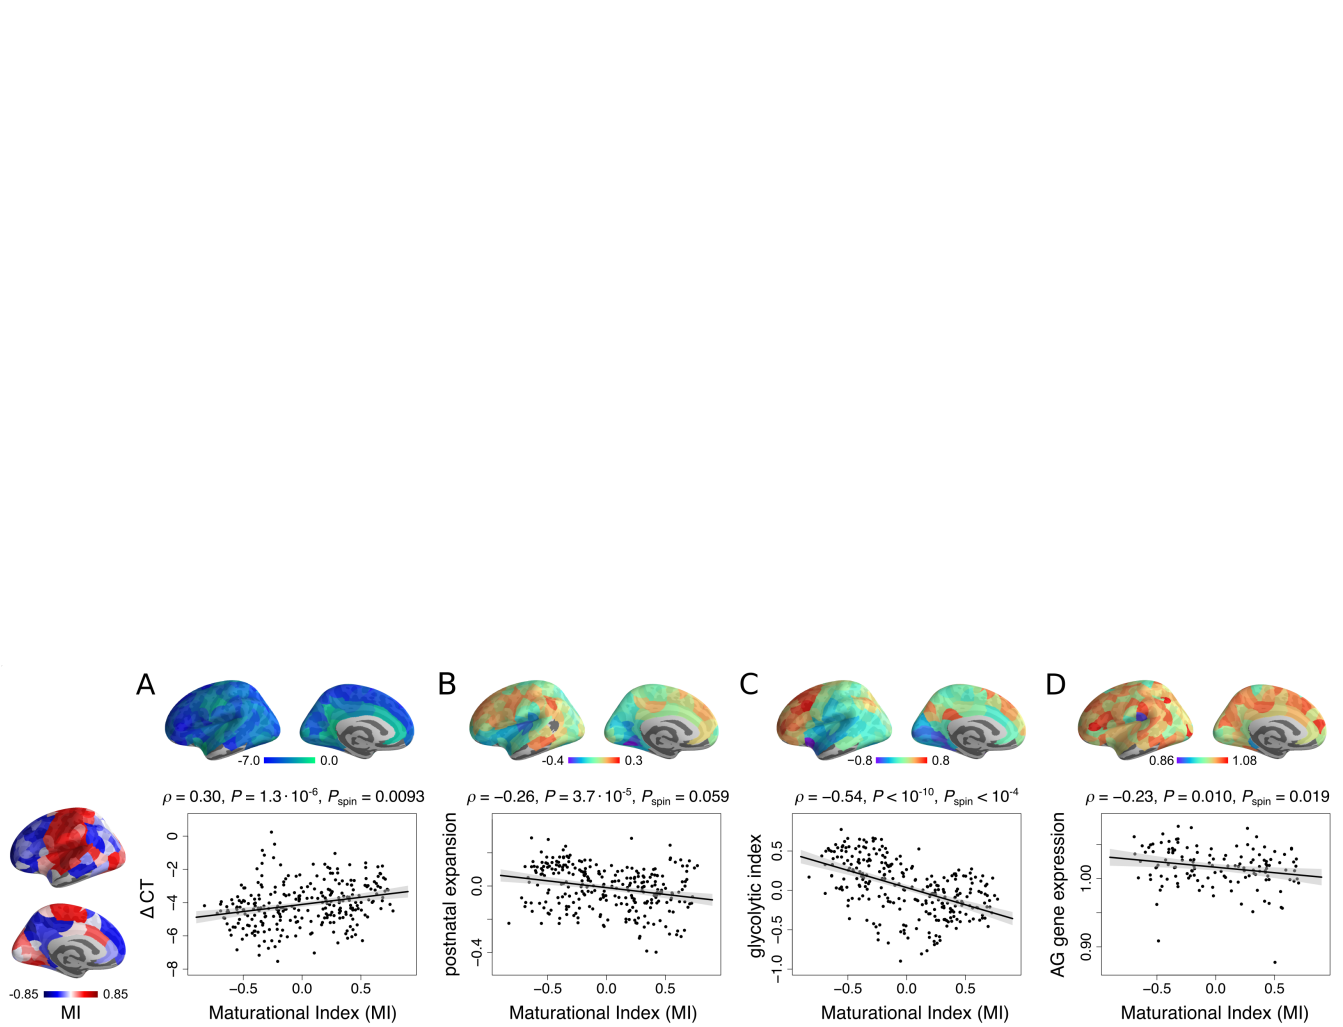 A
B
C
D
-7.0 0.0
-0.4 0.3
−0.8 0.8
0.86 1.08
ρ = 0.30, P = 1.3 · 10-6, Pspin = 0.0093
ρ = −0.26, P = 3.7 · 10-5, Pspin = 0.059
ρ = −0.54, P < 10-10, Pspin < 10-4
ρ = −0.23, P = 0.010, Pspin = 0.019
-0.85 0.85
MI
Δ CT
0
−2
−4
−6
−8
−0.5 0.0 0.5
Maturational Index (MI)
postnatal expansion
0.0
−0.4
−0.5 0.0 0.5
Maturational Index (MI)
glycolytic index
0.5
0.0
−0.5
−1.0
−0.5 0.0 0.5
Maturational Index (MI)
AG gene expression
1.00
0.90
−0.5 0.0 0.5
Maturational Index (MI)